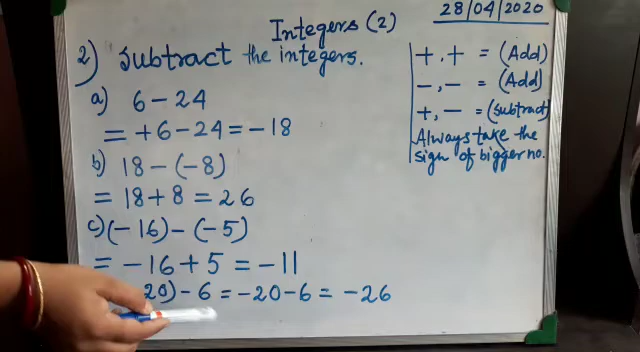 28/04/2020
Integers (2)
2) Subtract the integers.
a) 6 - 24
= +6 - 24 = -18
b) 18 - (-8)
= 18 + 8 = 26
c) (-16) - (-5)
= -16 + 5 = -11
20) - 6 = -20 - 6 = -26
+, + = (Add)
-, - = (Add)
+, - = (subtract)
Always take the
sign of bigger no.